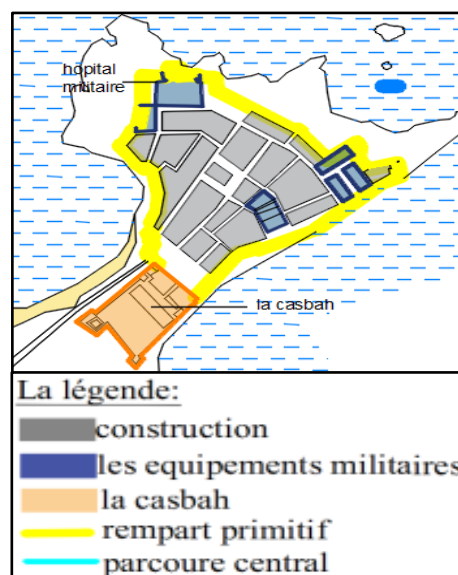 hopital
militaire
la casbah
La légende:
construction
les equipements militaires
la casbah
rempart primitif
parcoure central